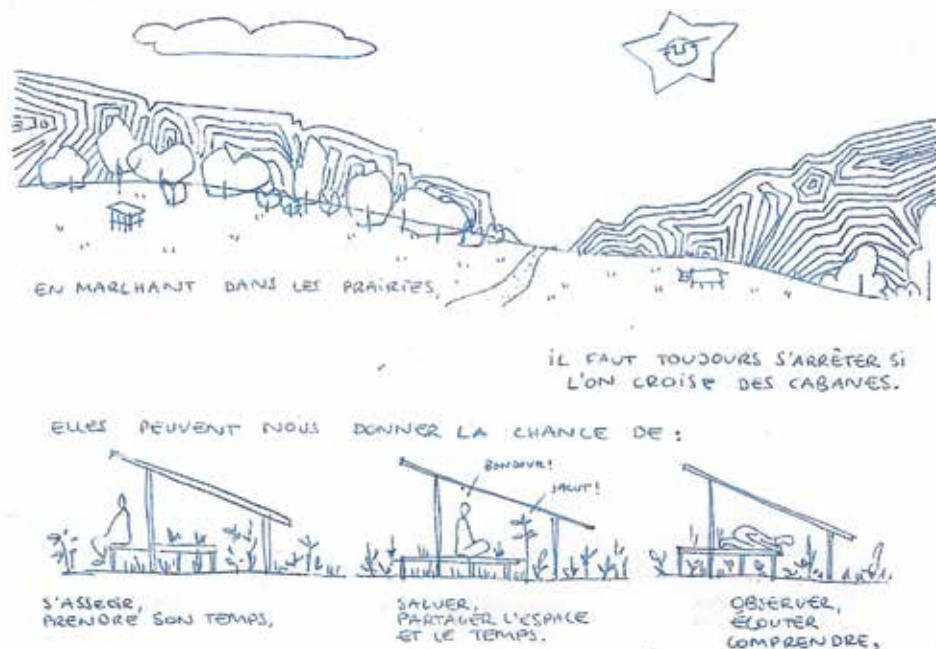 EN MARCHANT DANS LES PRAIRIES,
IL FAUT TOUJOURS S'ARRÊTER SI
L'ON CROISE DES CABANES.
ELLES PEUVENT NOUS DONNER LA CHANCE DE :
BONJOUR!
SALUT!
S'ASSEOIR,
PRENDRE SON TEMPS,
SALUER,
PARTAGER L'ESPACE
ET LE TEMPS.
OBSERVER,
ÉCOUTER
COMPRENDRE,